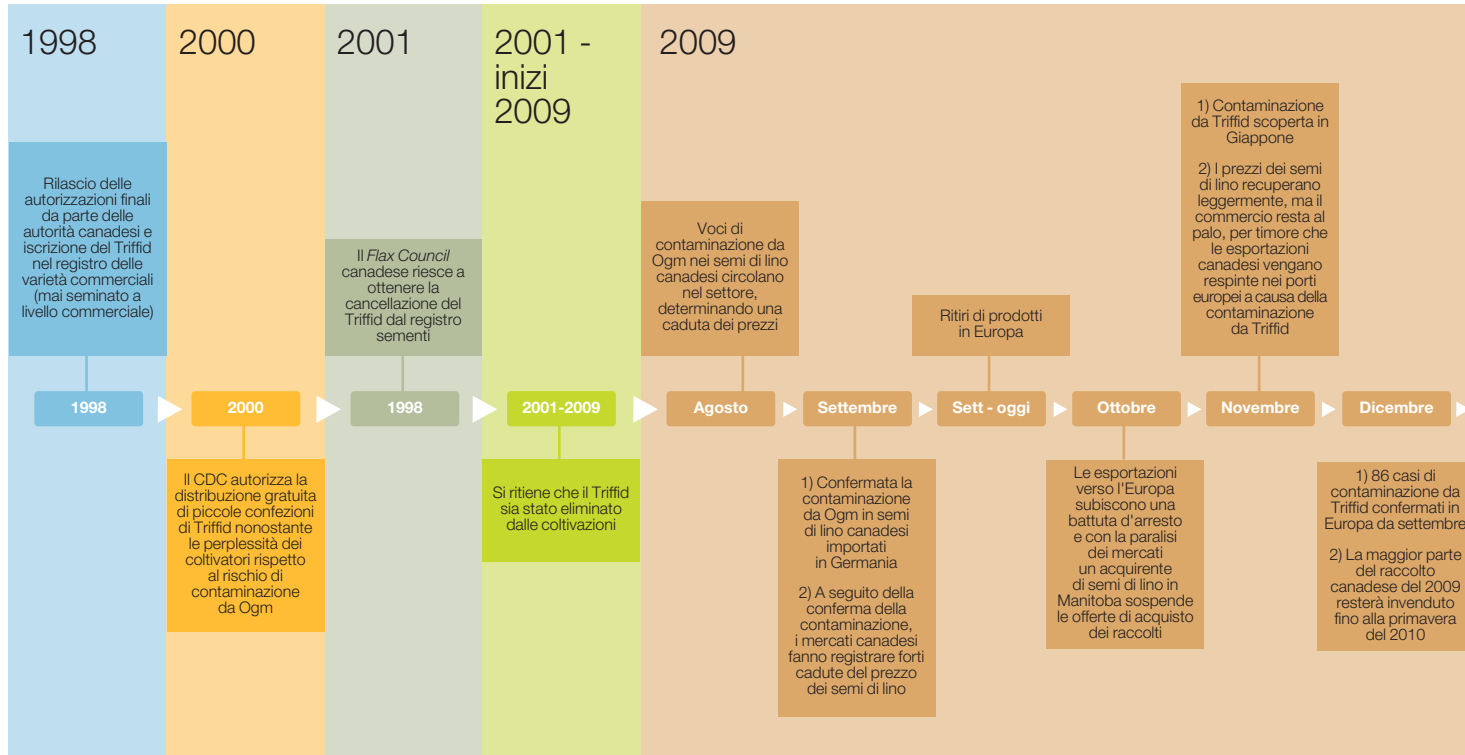 1998
2000
2001
2001 -
inizi
2009
2009
Rilascio delle
autorizzazioni finali
da parte delle
autorità canadesi e
iscrizione del Triffid
nel registro delle
varietà commerciali
(mai seminato a
livello commerciale)
Il Flax Council
canadese riesce a
ottenere la
cancellazione del
Triffid dal registro
sementi
Voci di
contaminazione da
Ogm nei semi di lino
canadesi circolano
nel settore,
determinando una
caduta dei prezzi
Ritiri di prodotti
in Europa
1) Contaminazione
da Triffid scoperta in
Giappone
2) I prezzi dei semi
di lino recuperano
leggermente, ma il
commercio resta al
palo, per timore che
le esportazioni
canadesi vengano
respinte nei porti
europei a causa della
contaminazione
da Triffid
1998
2000
1998
2001-2009
Agosto
Settembre
Sett - oggi
Ottobre
Novembre
Dicembre
Il CDC autorizza la
distribuzione gratuita
di piccole confezioni
di Triffid nonostante
le perplessità dei
coltivatori rispetto
al rischio di
contaminazione
da Ogm
Si ritiene che il Triffid
sia stato eliminato
dalle coltivazioni
1) Confermata la
contaminazione
da Ogm in semi
di lino canadesi
importati
in Germania
2) A seguito della
conferma della
contaminazione,
i mercati canadesi
fanno registrare forti
cadute del prezzo
dei semi di lino
Le esportazioni
verso l'Europa
subiscono una
battuta d'arresto
e con la paralisi
dei mercati
un acquirente
di semi di lino in
Manitoba sospende
le offerte di acquisto
dei raccolti
1) 86 casi di
contaminazione da
Triffid confermati in
Europa da settembre
2) La maggior parte
del raccolto
canadese del 2009
resterà invenduto
fino alla primavera
del 2010